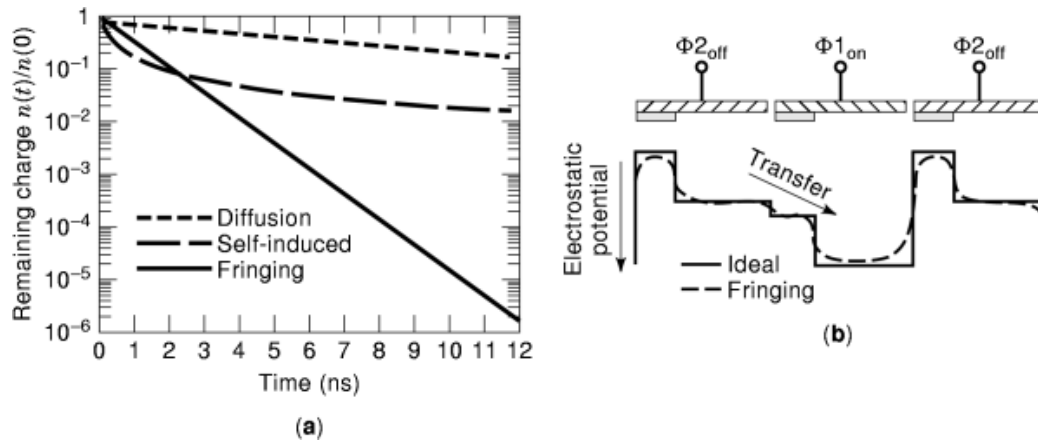 Remaining charge n(t)/n(0)
1
10⁻¹
10⁻²
10⁻³
10⁻⁴
10⁻⁵
10⁻⁶
Diffusion
Self-induced
Fringing
0 1 2 3 4 5 6 7 8 9 10 11 12
Time (ns)
(a)
Φ2off Φ1on Φ2off
Electrostatic
potential
Transfer
Ideal
Fringing
(b)